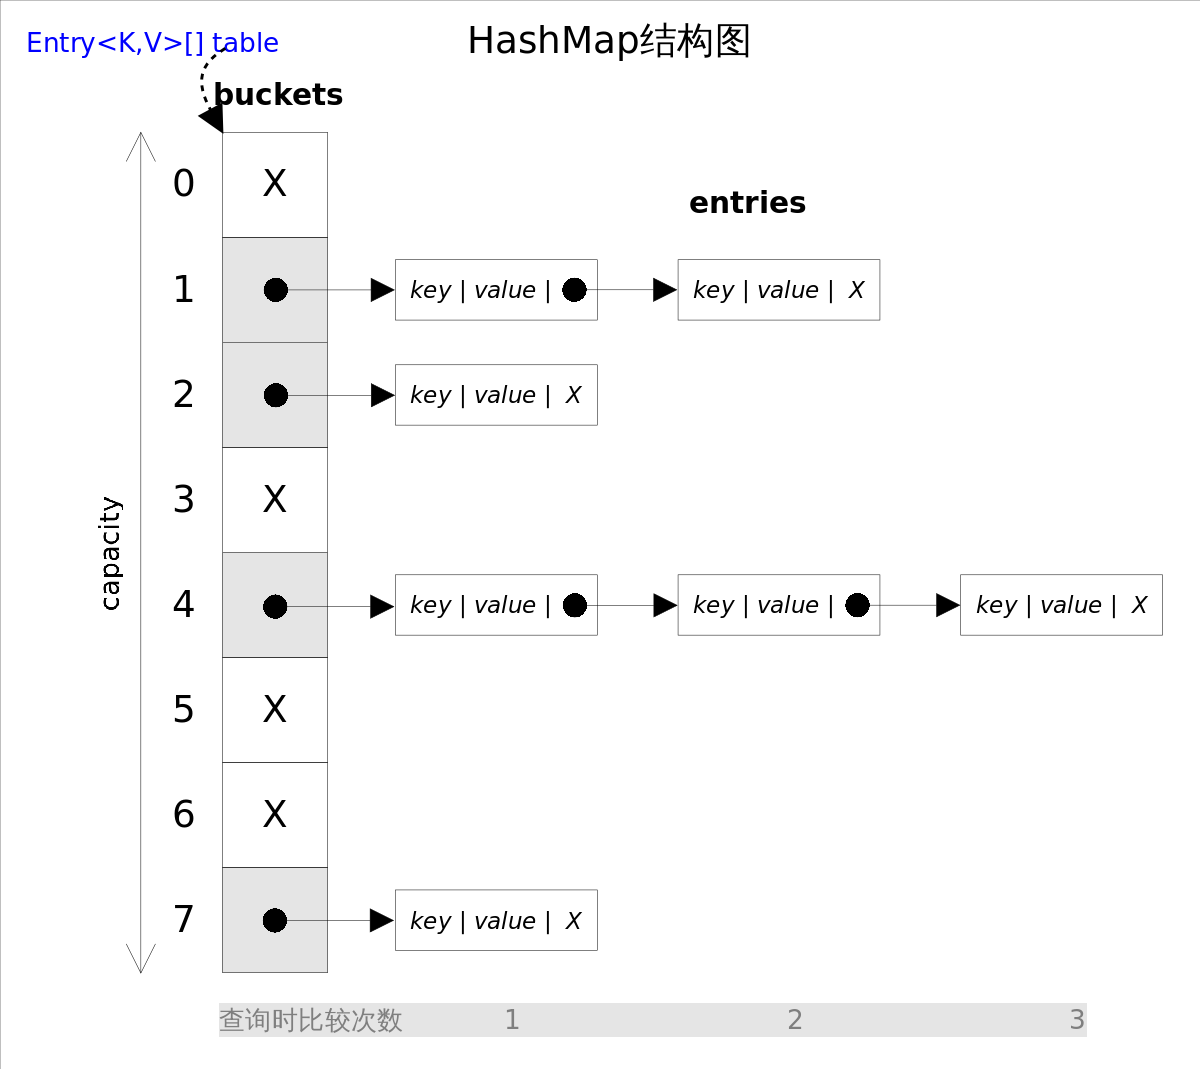 HashMap结构图
Entry<K,V>[] table
buckets
0 X
entries
1 key | value | key | value | X
2 key | value | X
3 X
capacity
4 key | value | key | value | key | value | X
5 X
6 X
7 key | value | X
查询时比较次数 1 2 3